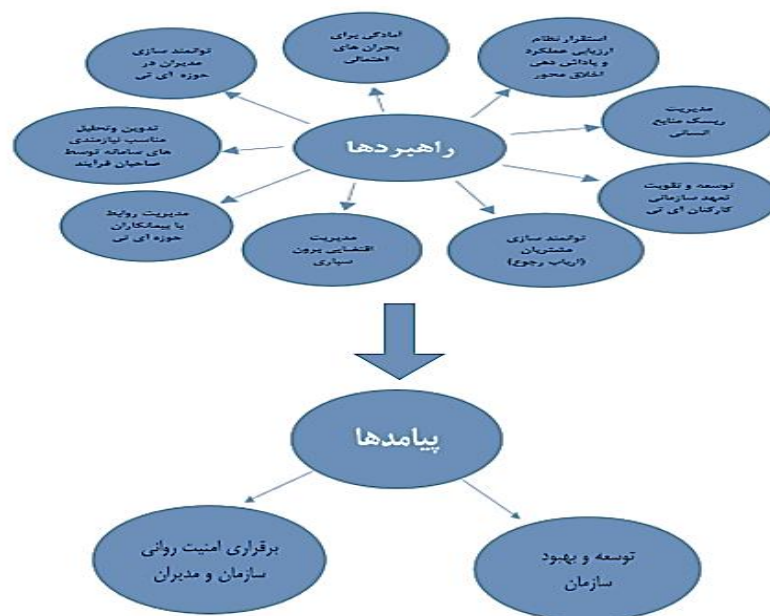 آمادگی برای
بحران های
احتمالی
استقرار نظام
ارزیابی عملکرد
و پاداش دهی
اخلاق محور
توانمند سازی
مدیران در
حوزه ای تی
مدیریت
ریسک منابع
انسانی
راهبردها
تدوین وتحلیل
مناسب نیازمندی
های سامانه توسط
صاحبان فرآیند
توسعه و تقویت
تعهد سازمانی
کارکنان ای تی
مدیریت روابط
با پیمانکاران
حوزه ای تی
مدیریت
اقتضایی برون
سپاری
توانمند سازی
مشتریان
(ارباب رجوع)
پیامدها
برقراری امنیت روانی
سازمان و مدیران
توسعه و بهبود
سازمان